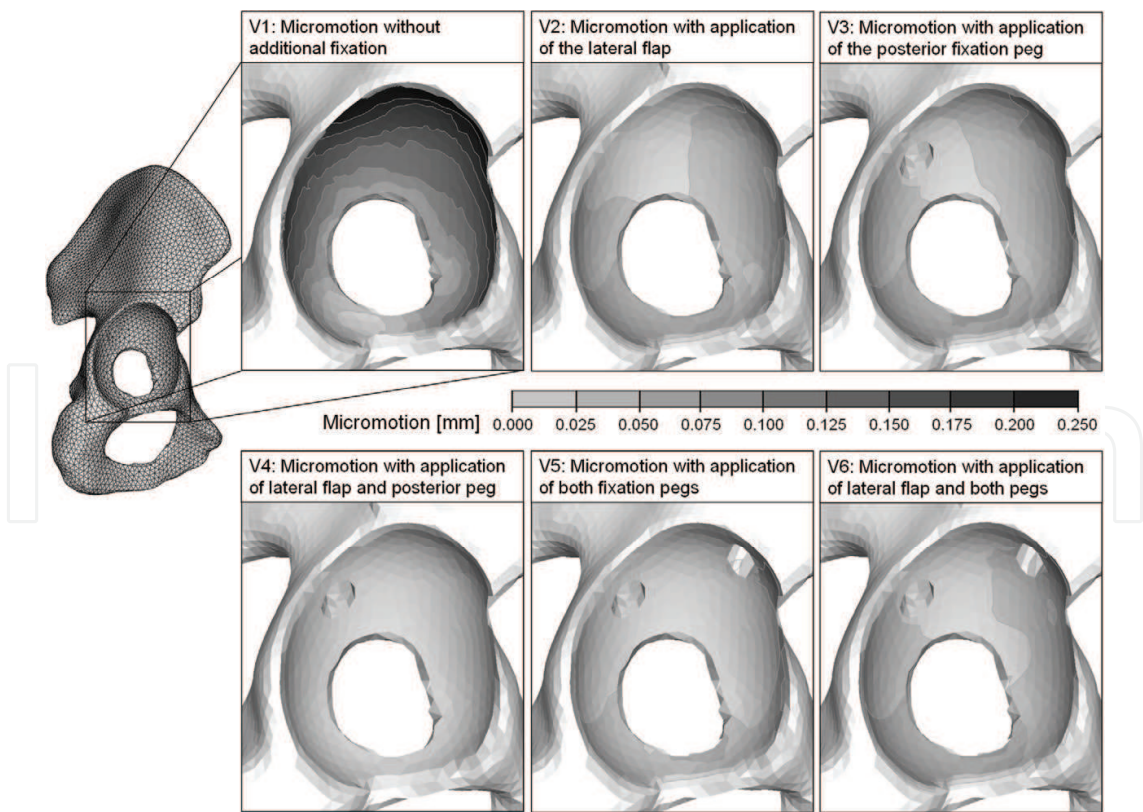 V1: Micromotion without
additional fixation
V2: Micromotion with application
of the lateral flap
V3: Micromotion with application
of the posterior fixation peg
Micromotion [mm]
0.000 0.025 0.050 0.075 0.100 0.125 0.150 0.175 0.200 0.250
V4: Micromotion with application
of lateral flap and posterior peg
V5: Micromotion with application
of both fixation pegs
V6: Micromotion with application
of lateral flap and both pegs